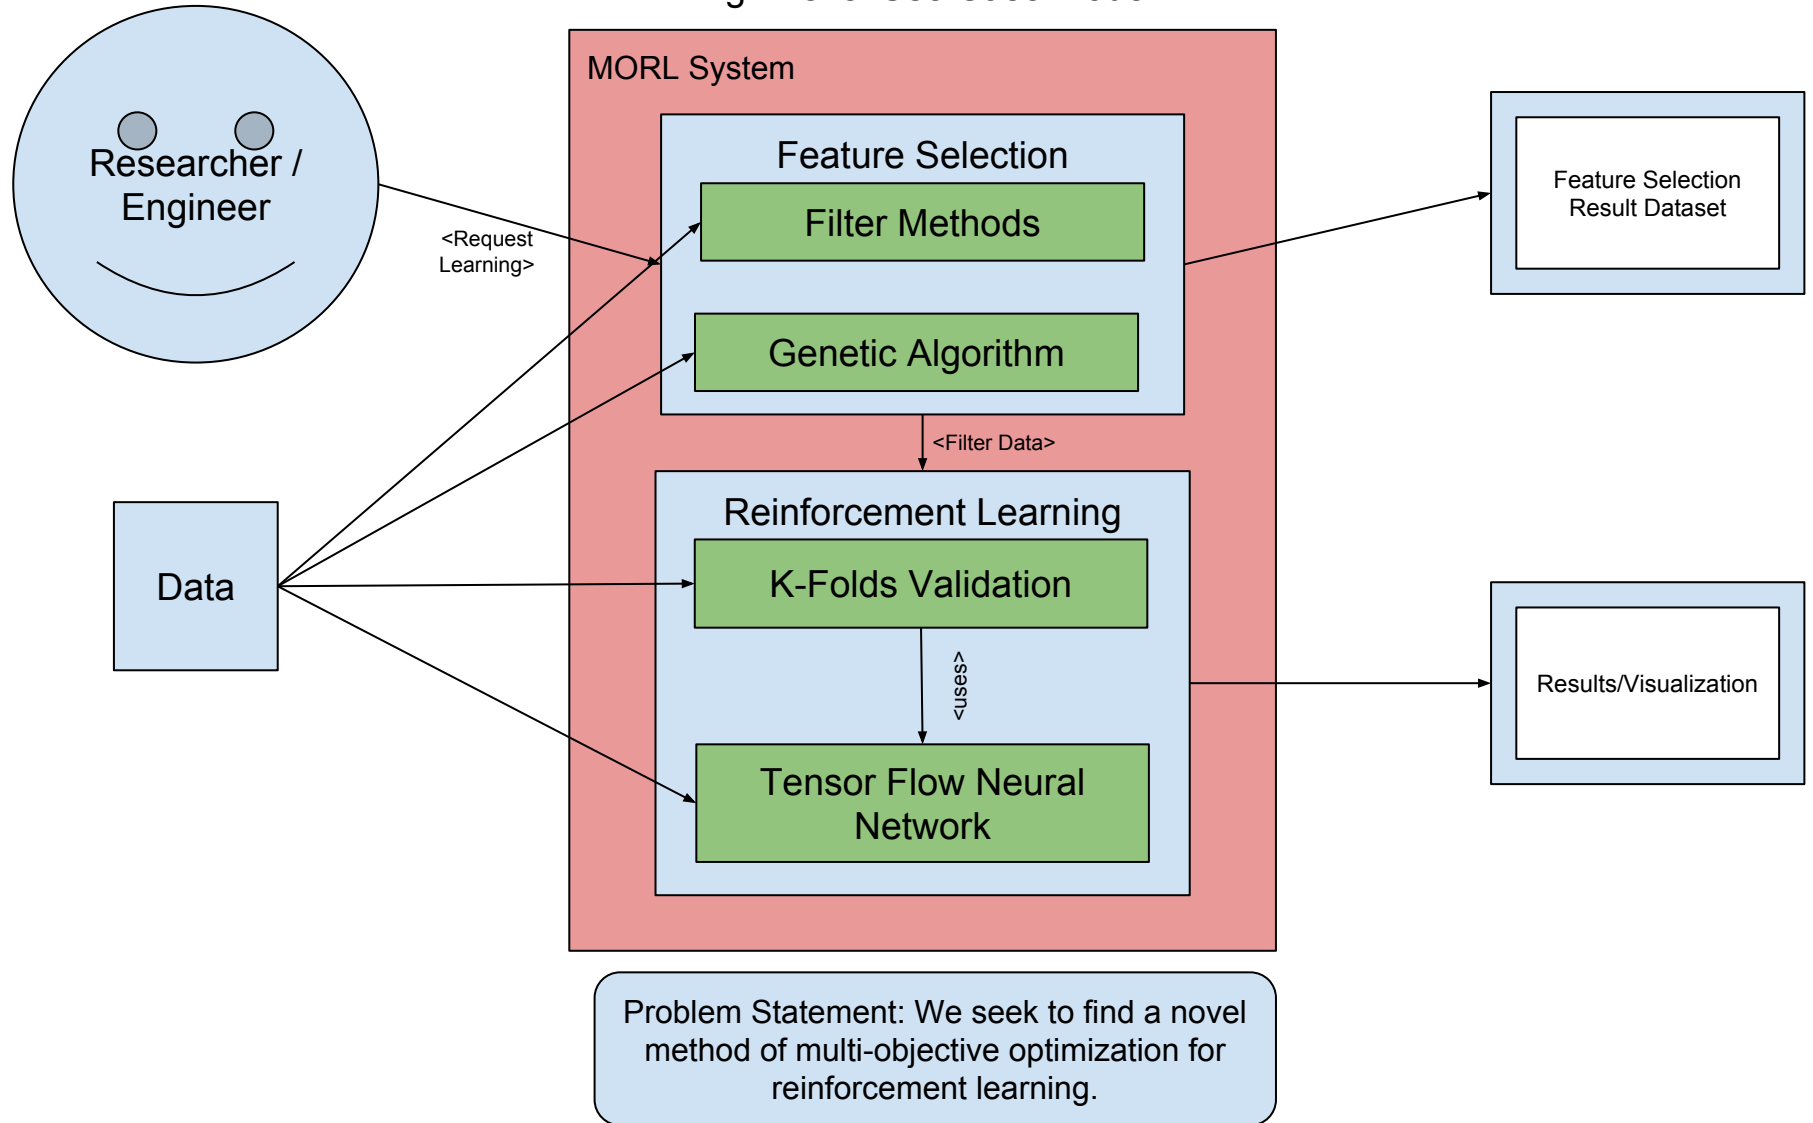 MORL System
Researcher /
Engineer
<Request
Learning>
Feature Selection
Filter Methods
Genetic Algorithm
<Filter Data>
Feature Selection
Result Dataset
Data
Reinforcement Learning
K-Folds Validation
<uses>
Tensor Flow Neural
Network
Results/Visualization
Problem Statement: We seek to find a novel
method of multi-objective optimization for
reinforcement learning.